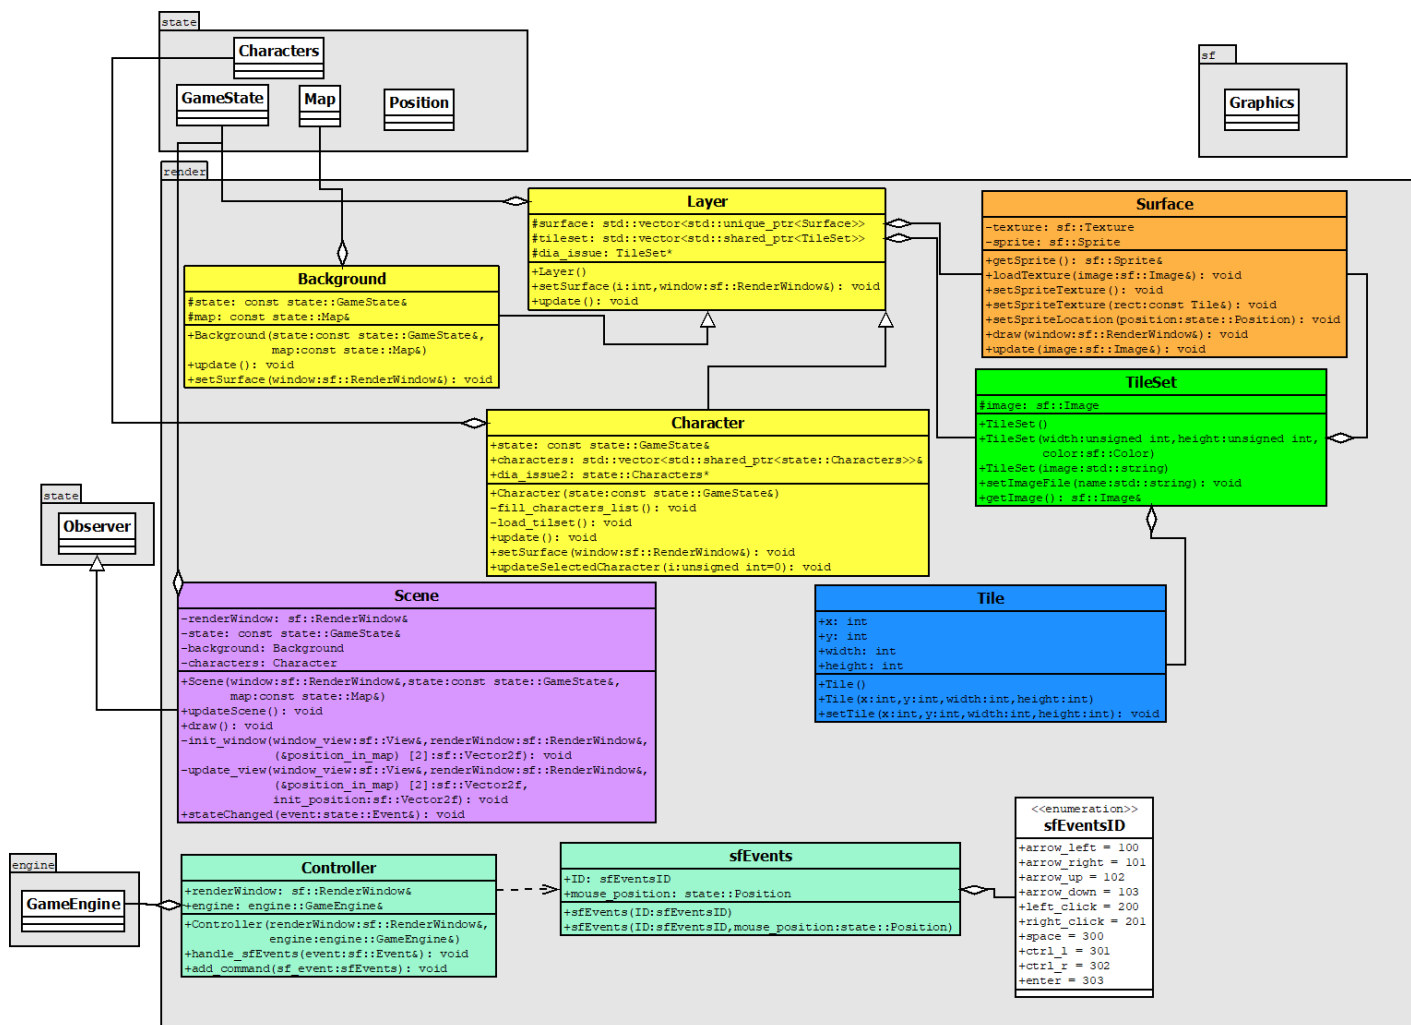 state
Characters
GameState
Map
Position
sf
Graphics
render
Layer
#surface: std::vector<std::unique_ptr<Surface>>
#tileset: std::vector<std::shared_ptr<TileSet>>
#dia_issue: TileSet*
+Layer()
+setSurface(i:int,window:sf::RenderWindow&): void
+update(): void
Surface
-texture: sf::Texture
-sprite: sf::Sprite
+getSprite(): sf::Sprite&
+loadTexture(image:sf::Image&): void
+setSpriteTexture(): void
+setSpriteTexture(rect:const Tile&): void
+setSpriteLocation(position:state::Position): void
+draw(window:sf::RenderWindow&): void
+update(image:sf::Image&): void
Background
#state: const state::GameState&
#map: const state::Map&
+Background(state:const state::GameState&,
map:const state::Map&)
+update(): void
+setSurface(window:sf::RenderWindow&): void
TileSet
#image: sf::Image
+TileSet()
+TileSet(width:unsigned int,height:unsigned int,
color:sf::Color)
+TileSet(image:std::string)
+setImageFile(name:std::string): void
+getImage(): sf::Image&
Character
+state: const state::GameState&
+characters: std::vector<std::shared_ptr<state::Characters>>&
+dia_issue2: state::Characters*
+Character(state:const state::GameState&)
-fill_characters_list(): void
-load_tilset(): void
+update(): void
+setSurface(window:sf::RenderWindow&): void
+updateSelectedCharacter(i:unsigned int=0): void
state
Observer
Scene
-renderWindow: sf::RenderWindow&
-state: const state::GameState&
-background: Background
-characters: Character
+Scene(window:sf::RenderWindow&,state:const state::GameState&,
map:const state::Map&)
+updateScene(): void
+draw(): void
-init_window(window_view:sf::View&,renderWindow:sf::RenderWindow&,
(&position_in_map) [2]:sf::Vector2f): void
-update_view(window_view:sf::View&,renderWindow:sf::RenderWindow&,
(&position_in_map) [2]:sf::Vector2f,
init_position:sf::Vector2f): void
+stateChanged(event:state::Event&): void
Tile
+x: int
+y: int
+width: int
+height: int
+Tile()
+Tile(x:int,y:int,width:int,height:int)
+setTile(x:int,y:int,width:int,height:int): void
engine
GameEngine
Controller
+renderWindow: sf::RenderWindow&
+engine: engine::GameEngine&
+Controller(renderWindow:sf::RenderWindow&,
engine:engine::GameEngine&)
+handle_sfEvents(event:sf::Event&): void
+add_command(sf_event:sfEvents): void
sfEvents
+ID: sfEventsID
+mouse_position: state::Position
+sfEvents(ID:sfEventsID)
+sfEvents(ID:sfEventsID,mouse_position:state::Position)
<<enumeration>>
sfEventsID
+arrow_left = 100
+arrow_right = 101
+arrow_up = 102
+arrow_down = 103
+left_click = 200
+right_click = 201
+space = 300
+ctrl_l = 301
+ctrl_r = 302
+enter = 303